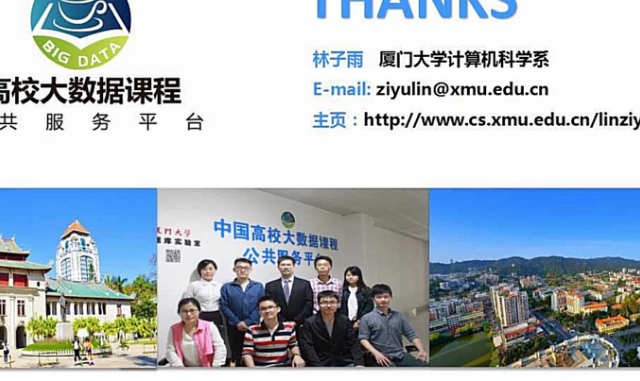 THANKS
BIG DATA
高校大数据课程
共服务平台
林子雨 厦门大学计算机科学系
E-mail: ziyulin@xmu.edu.cn
主页：http://www.cs.xmu.edu.cn/linziy
门大学
库实验室
中国高校大数据课程
公共服务平台